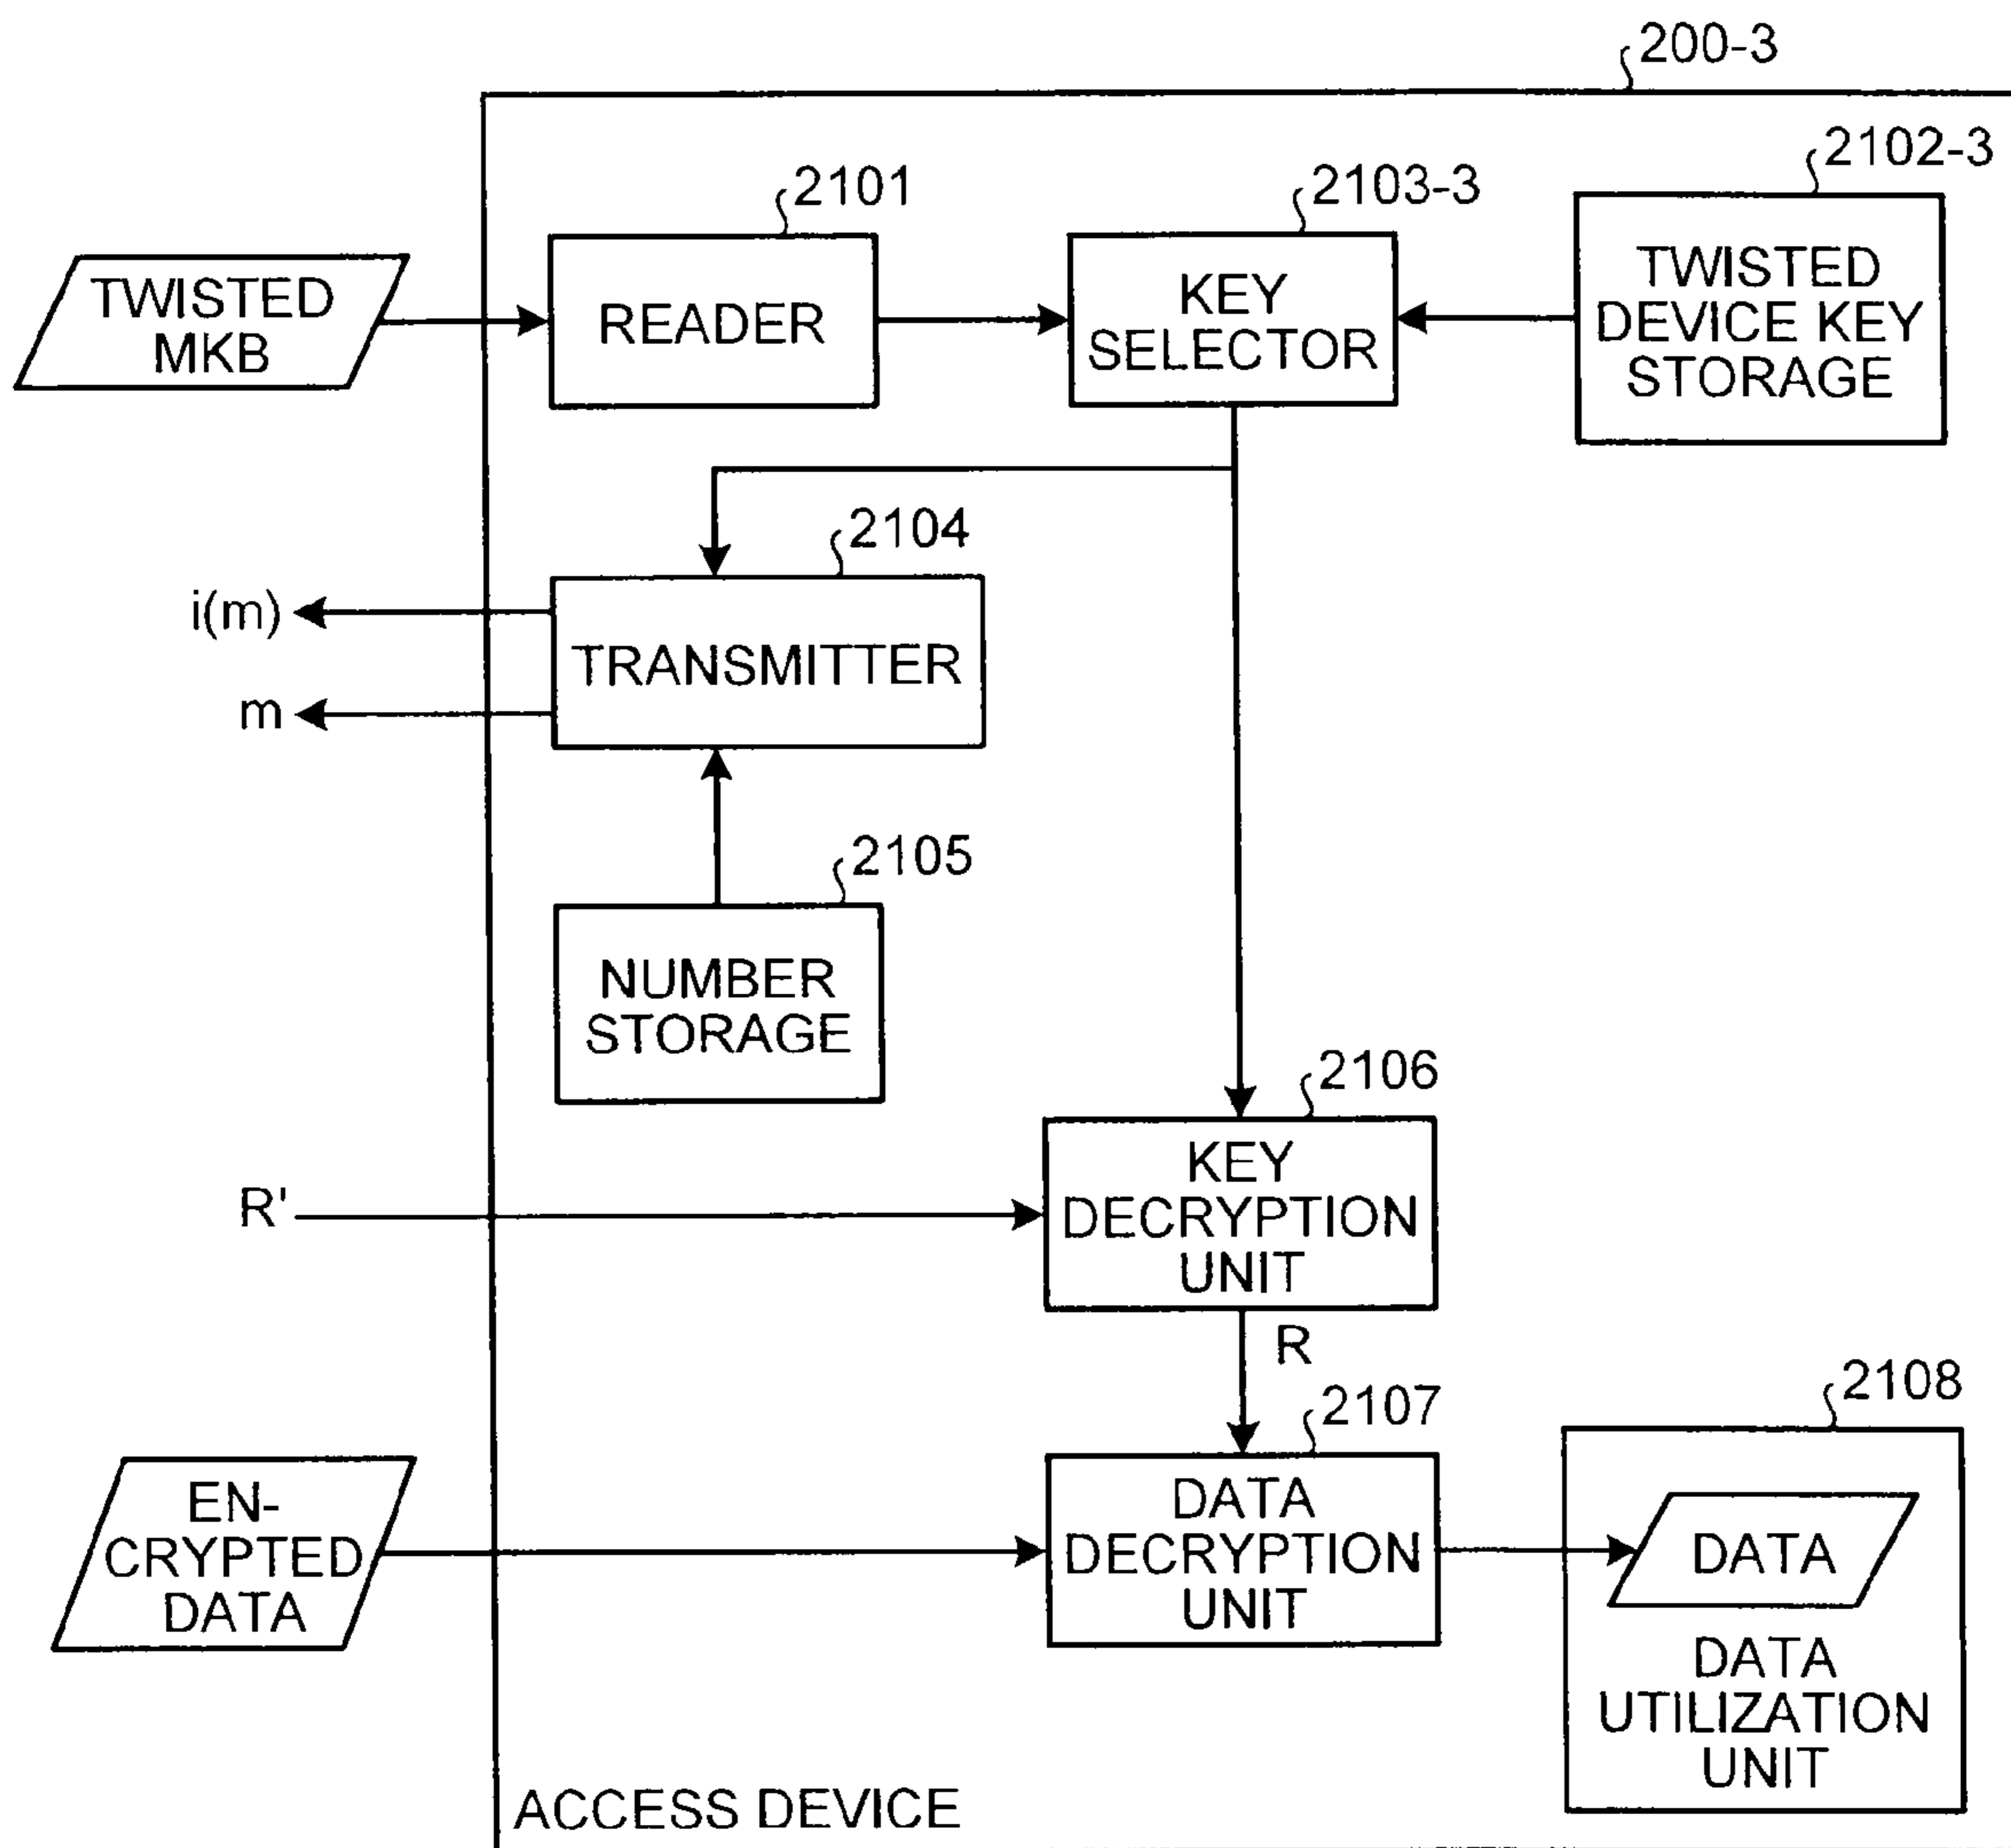 200-3
2102-3
2101
2103-3
TWISTED
MKB
READER
KEY
SELECTOR
TWISTED
DEVICE KEY
STORAGE
2104
i(m)
TRANSMITTER
m
2105
NUMBER
STORAGE
2106
R'
KEY
DECRYPTION
UNIT
R
2107
2108
EN-
CRYPTED
DATA
DATA
DECRYPTION
UNIT
DATA
DATA
UTILIZATION
UNIT
ACCESS DEVICE